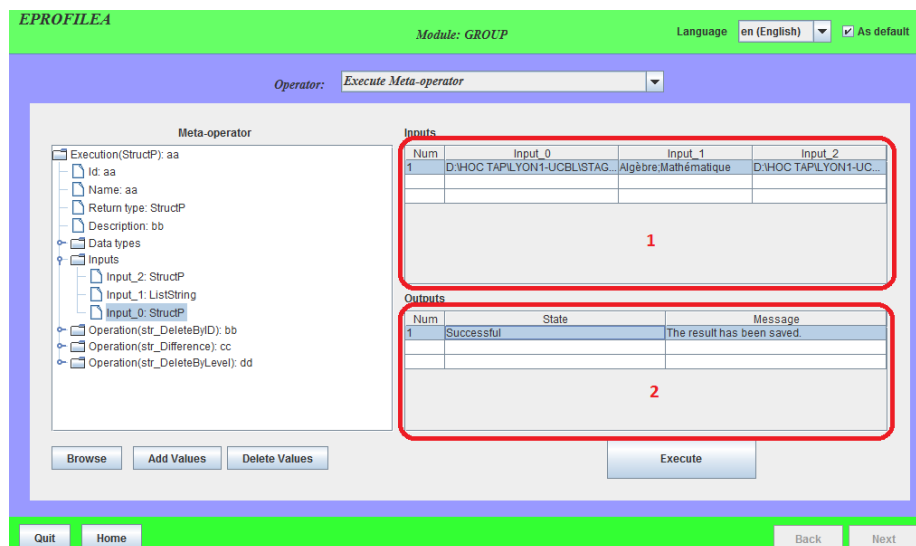 EPROFILEA
Module: GROUP
Language en (English) As default
Operator: Execute Meta-operator
Meta-operator
Execution(StructP): aa
Id: aa
Name: aa
Return type: StructP
Description: bb
Data types
Inputs
Input_2: StructP
Input_1: ListString
Input_0: StructP
Operation(str_DeleteByID): bb
Operation(str_Difference): cc
Operation(str_DeleteByLevel): dd
Inputs
Num Input_0 Input_1 Input_2
1 D:\HOC TAP\LYON1-UCBL\STAG... Algèbre;Mathématique D:\HOC TAP\LYON1-UC...
1
Outputs
Num State Message
1 Successful The result has been saved.
2
Browse Add Values Delete Values Execute
Quit Home Back Next